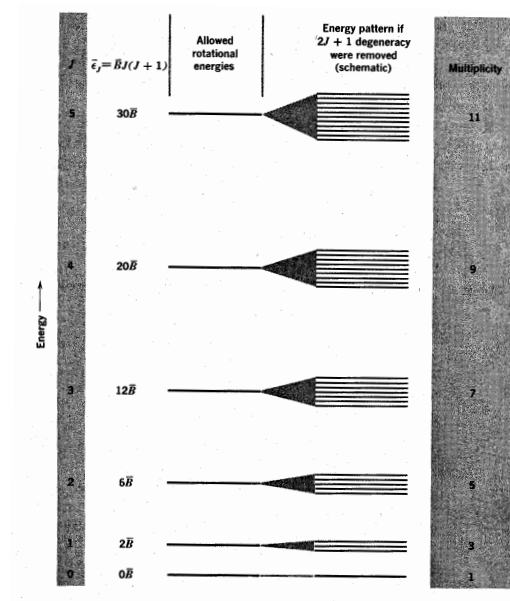 Allowed
rotational
energies
Energy pattern if
2J + 1 degeneracy
were removed
(schematic)
J
ε̄_J = B̄J(J + 1)
Multiplicity
5 30B̄ 11
4 20B̄ 9
Energy
3 12B̄ 7
2 6B̄ 5
1 2B̄ 3
0 0B̄ 1